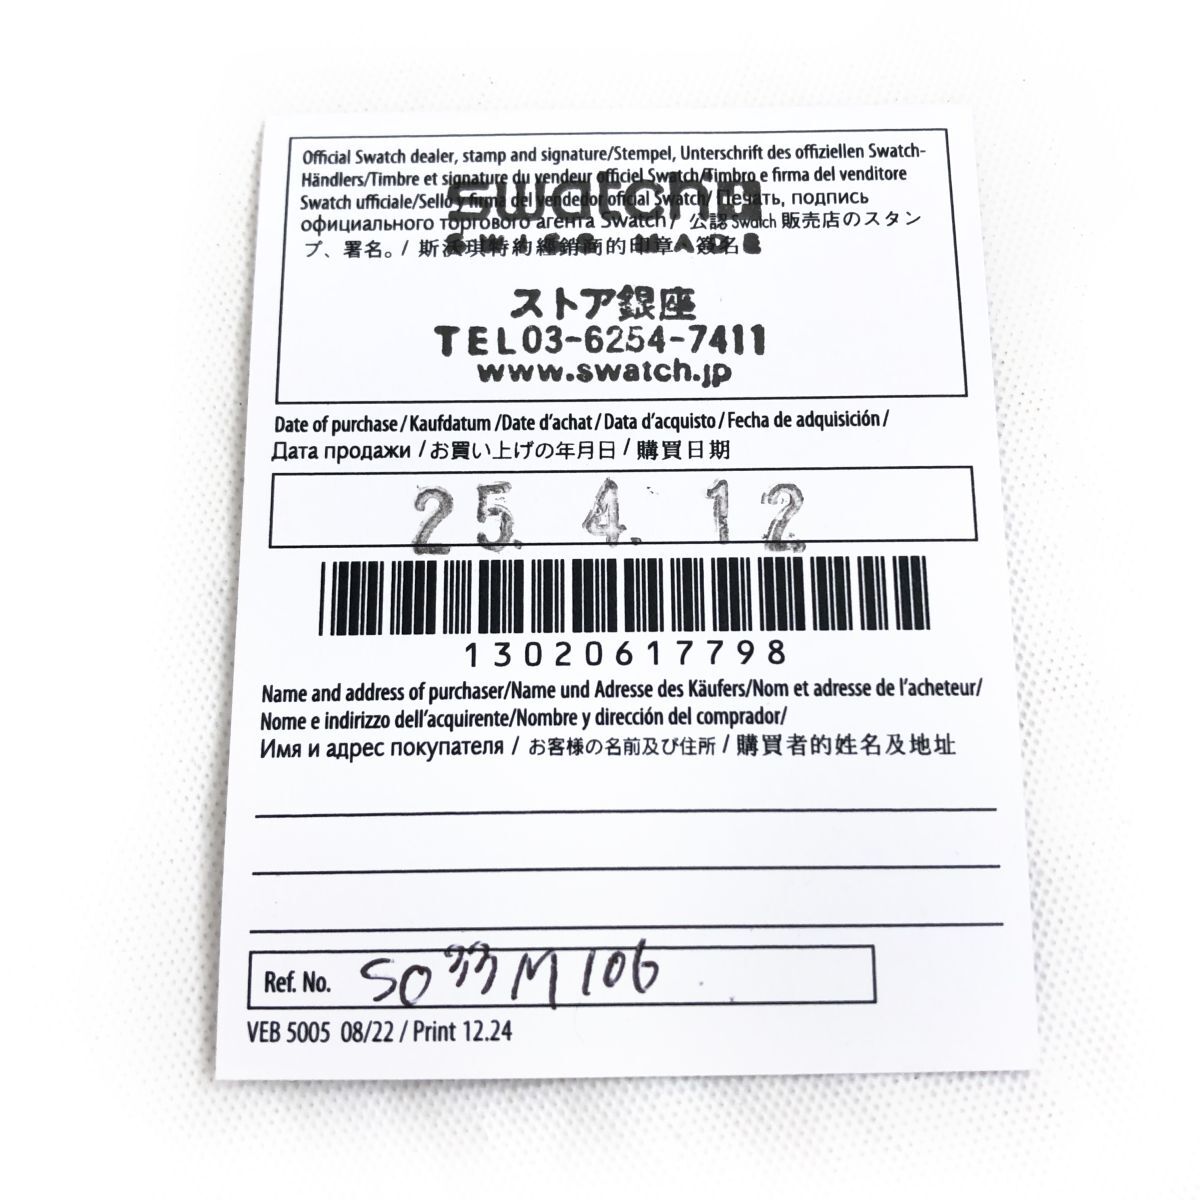 Official Swatch dealer, stamp and signature/Stempel, Unterschrift des offiziellen Swatch-
Händlers/Timbre et signature du vendeur officiel Swatch/Timbro e firma del venditore
Swatch ufficiale/Sello y firma del vendedor oficial Swatch/ Печать, подпись
официального торгового агента Swatch / 公認 Swatch 販売店のスタン
プ、署名。/ 斯沃琪特約經銷商的印章、簽名
swatch
SWISS MADE
ストア銀座
TEL03-6254-7411
www.swatch.jp
Date of purchase/Kaufdatum /Date d'achat/Data d'acquisto/Fecha de adquisición/
Дата продажи /お買い上げの年月日/購買日期
25. 4. 12
13020617798
Name and address of purchaser/Name und Adresse des Käufers/Nom et adresse de l'acheteur/
Nome e indirizzo dell'acquirente/Nombre y dirección del comprador/
Имя и адрес покупателя / お客様の名前及び住所 / 購買者的姓名及地址
Ref. No. SO33M106
VEB 5005 08/22 / Print 12.24